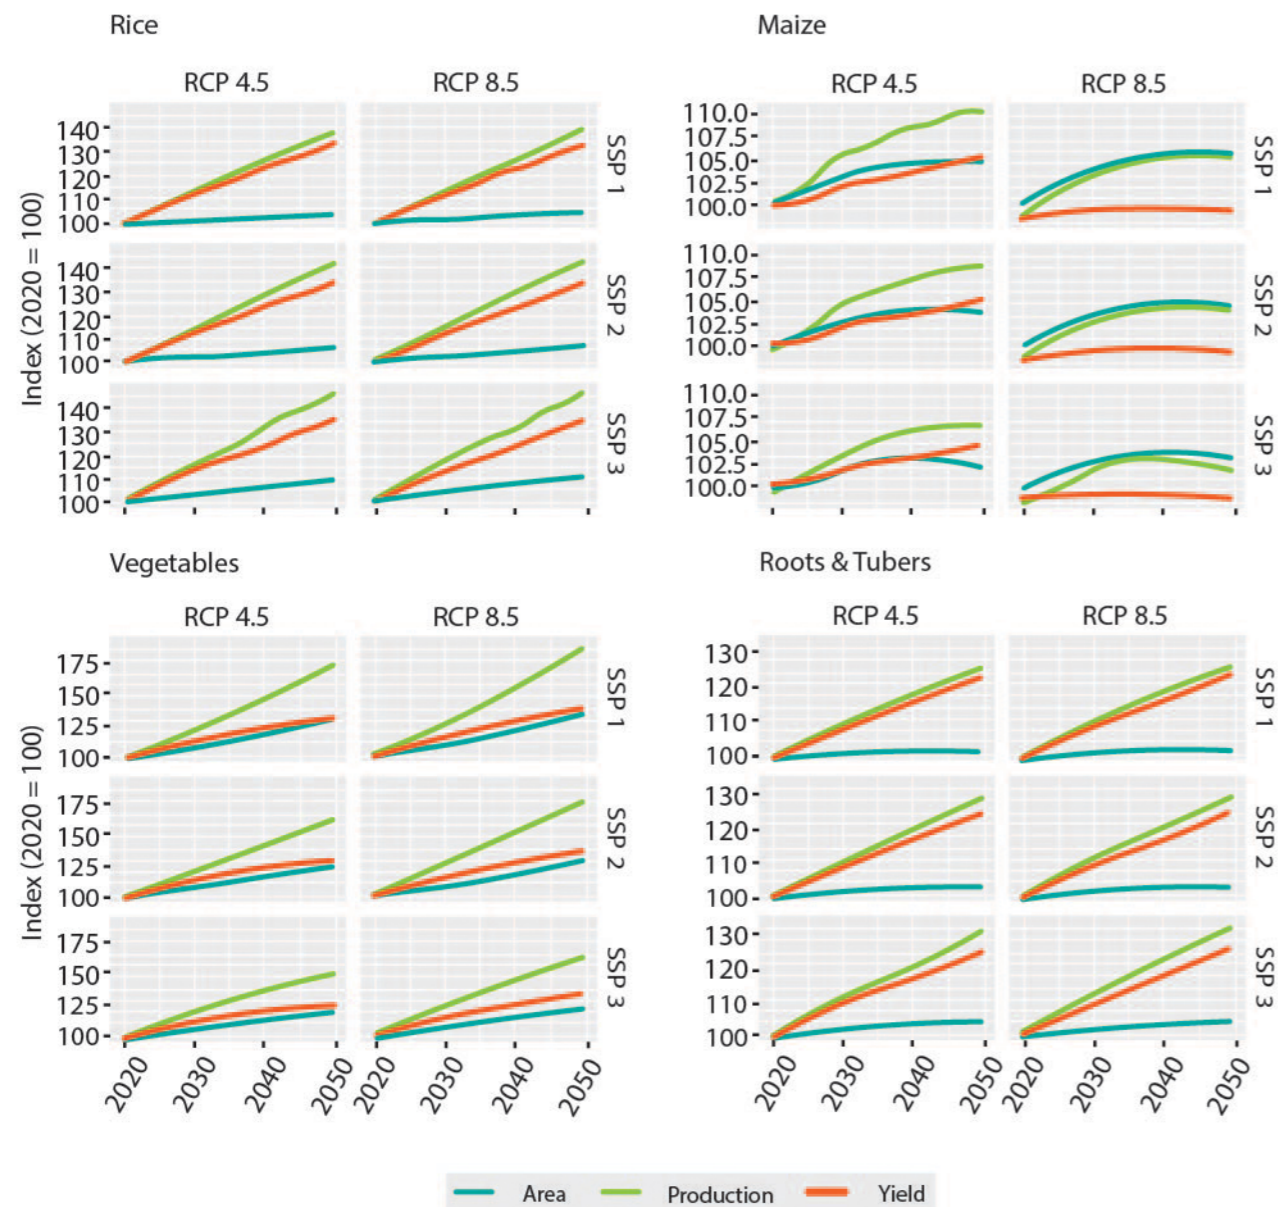 Rice
RCP 4.5 RCP 8.5
Index (2020 = 100)
140
130
120
110
100
SSP 1
140
130
120
110
100
SSP 2
140
130
120
110
100
SSP 3
Maize
RCP 4.5 RCP 8.5
110.0
107.5
105.0
102.5
100.0
SSP 1
110.0
107.5
105.0
102.5
100.0
SSP 2
110.0
107.5
105.0
102.5
100.0
SSP 3
Vegetables
RCP 4.5 RCP 8.5
Index (2020 = 100)
175
150
125
100
SSP 1
175
150
125
100
SSP 2
175
150
125
100
SSP 3
2020 2030 2040 2050 2020 2030 2040 2050
Roots & Tubers
RCP 4.5 RCP 8.5
130
120
110
100
SSP 1
130
120
110
100
SSP 2
130
120
110
100
SSP 3
2020 2030 2040 2050 2020 2030 2040 2050
Area Production Yield